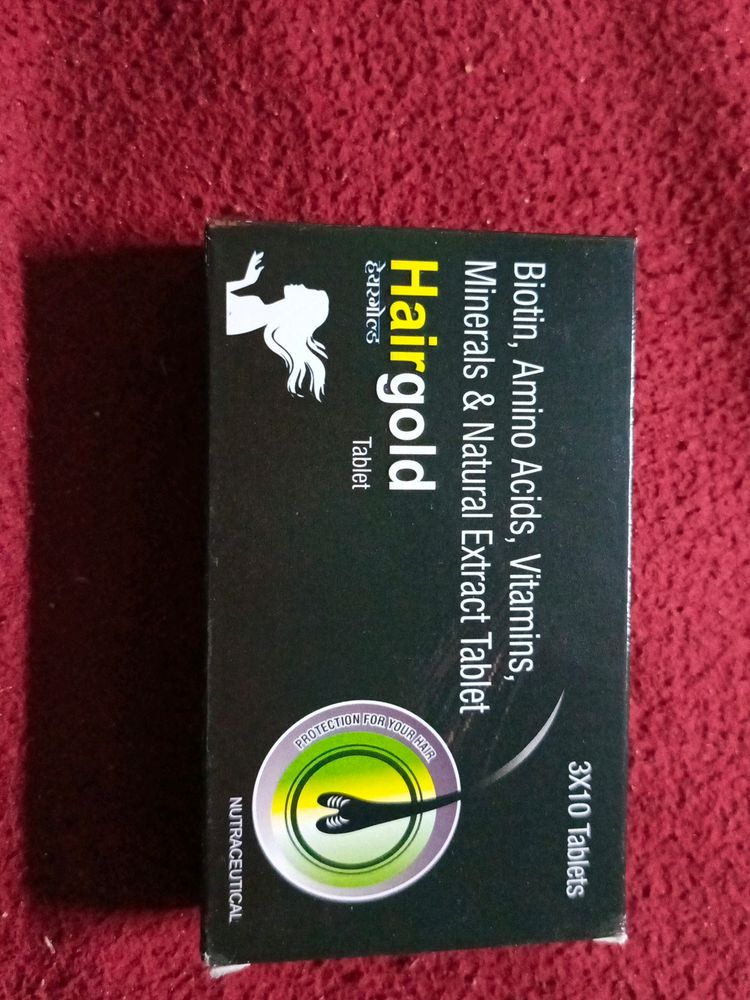 3X10 Tablets
Biotin, Amino Acids, Vitamins,
Minerals & Natural Extract Tablet
Hairgold
हेयरगोल्ड
Tablet
PROTECTION FOR YOUR HAIR
NUTRACEUTICAL